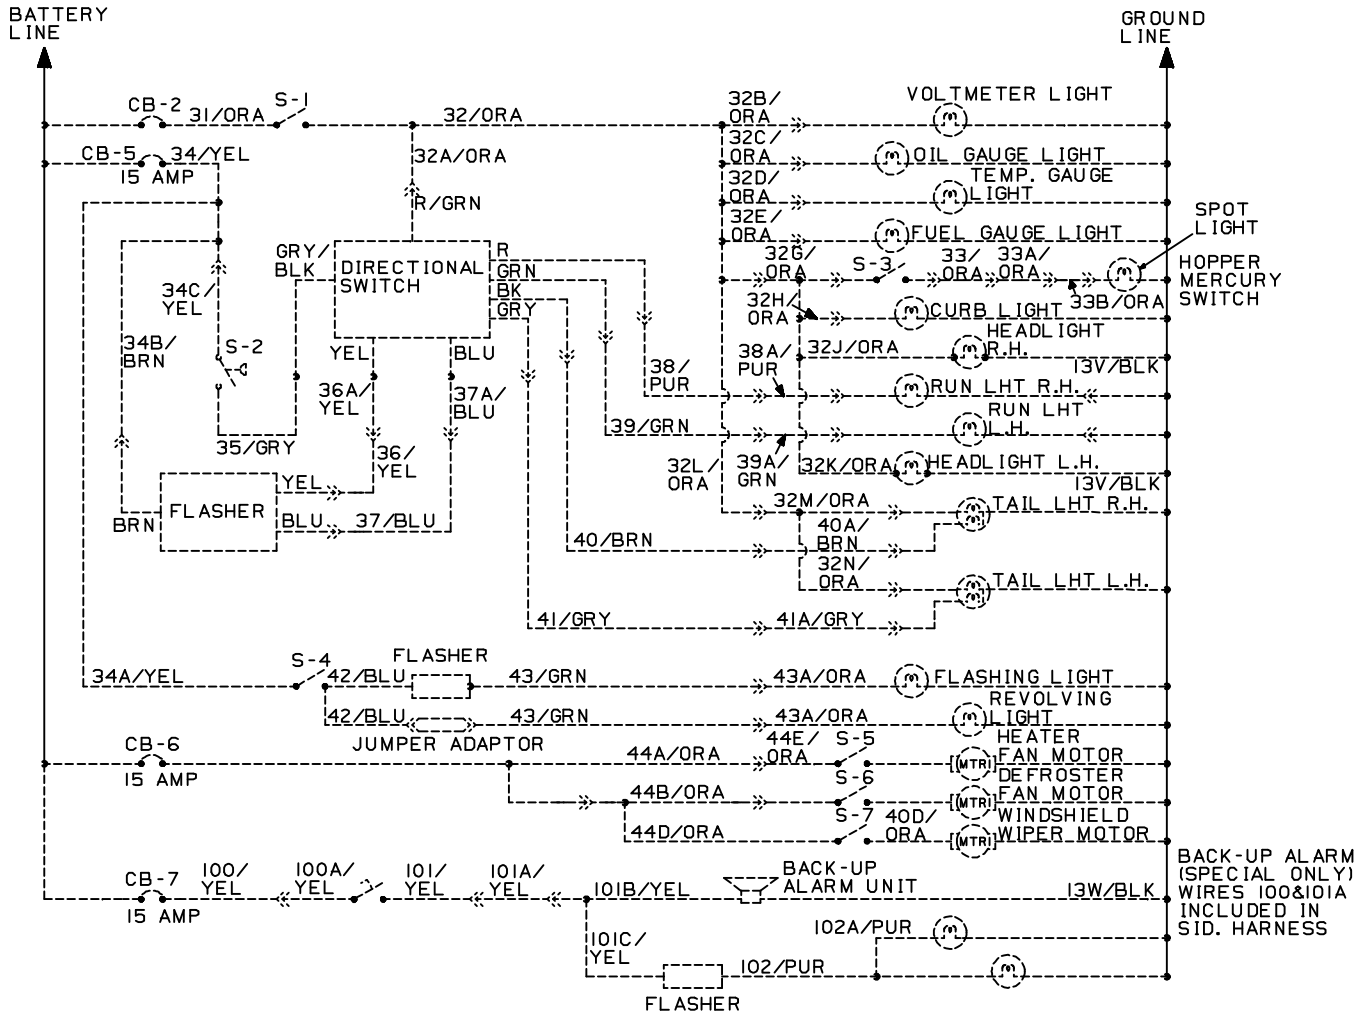 BATTERY
LINE
GROUND
LINE
CB-2
31/ORA
S-1
32/ORA
32B/
ORA
VOLTMETER LIGHT
CB-5
15 AMP
34/YEL
32A/ORA
32C/
ORA
OIL GAUGE LIGHT
R/GRN
32D/
ORA
TEMP. GAUGE
LIGHT
32E/
ORA
FUEL GAUGE LIGHT
SPOT
LIGHT
GRY/
BLK
DIRECTIONAL
SWITCH
R
GRN
BK
GRY
YEL
BLU
32G/
ORA
S-3
33/
ORA
33A/
ORA
33B/ORA
HOPPER
MERCURY
SWITCH
34C/
YEL
32H/
ORA
CURB LIGHT
34B/
BRN
S-2
32J/ORA
HEADLIGHT
R.H.
13V/BLK
36A/
YEL
37A/
BLU
38/
PUR
38A/
PUR
RUN LHT R.H.
35/GRY
36/
YEL
39/GRN
39A/
GRN
RUN LHT
L.H.
32L/
ORA
32K/ORA
HEADLIGHT L.H.
13V/BLK
FLASHER
YEL
BLU
BRN
37/BLU
32M/ORA
TAIL LHT R.H.
40/BRN
40A/
BRN
32N/
ORA
TAIL LHT L.H.
41/GRY
41A/GRY
34A/YEL
S-4
42/BLU
FLASHER
43/GRN
43A/ORA
FLASHING LIGHT
42/BLU
JUMPER ADAPTOR
43/GRN
43A/ORA
REVOLVING
LIGHT
CB-6
15 AMP
44A/ORA
44E/
ORA
S-5
MTR
HEATER
FAN MOTOR
44B/ORA
S-6
MTR
DEFROSTER
FAN MOTOR
44D/ORA
S-7
40D/
ORA
MTR
WINDSHIELD
WIPER MOTOR
CB-7
15 AMP
100/
YEL
100A/
YEL
101/
YEL
101A/
YEL
101B/YEL
BACK-UP
ALARM UNIT
13W/BLK
BACK-UP ALARM
(SPECIAL ONLY)
WIRES 100&101A
INCLUDED IN
SID. HARNESS
101C/
YEL
102A/PUR
102/PUR
FLASHER